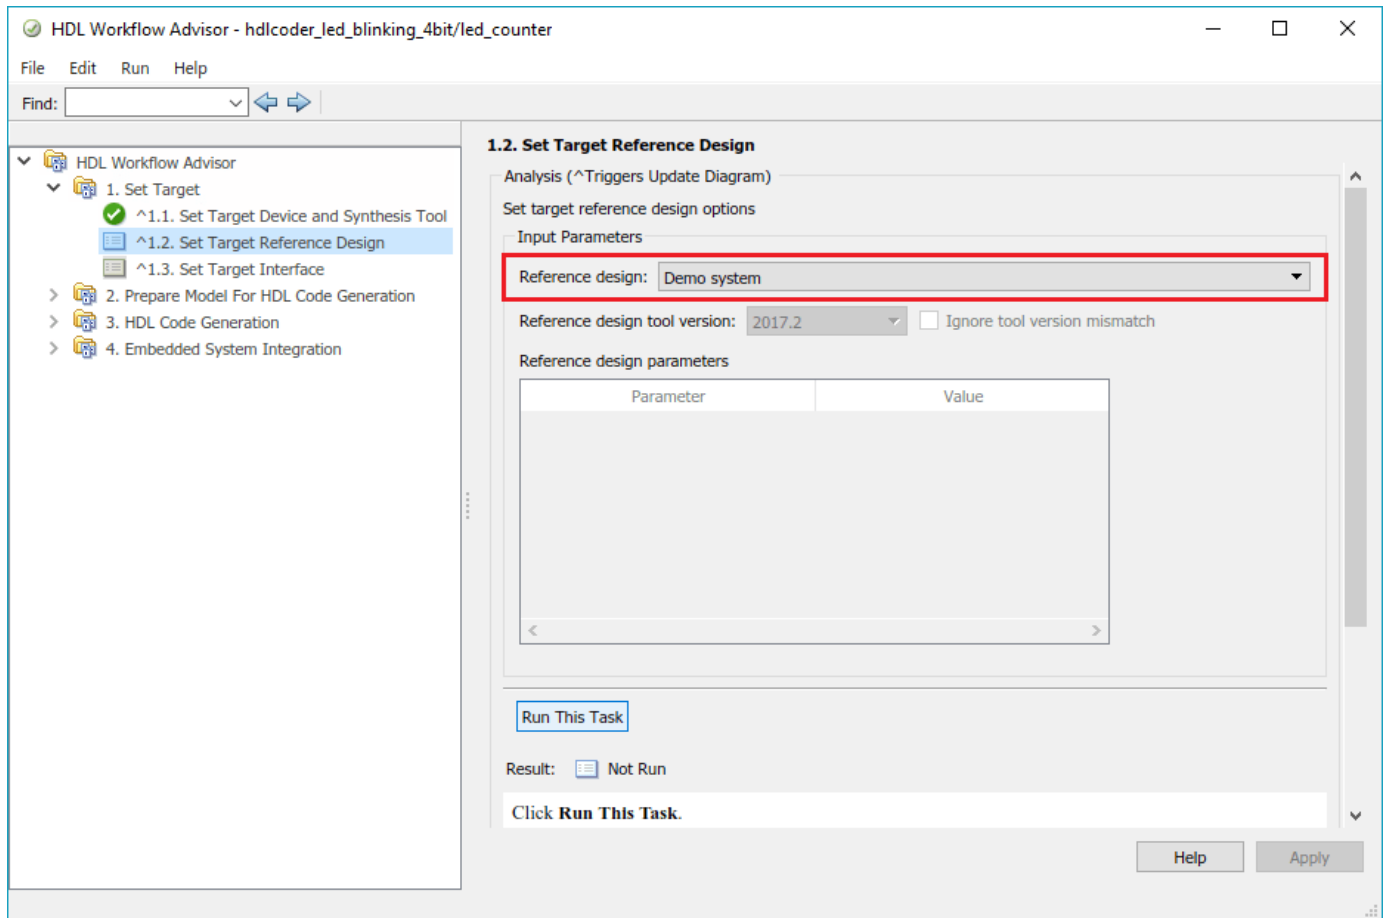 HDL Workflow Advisor - hdlcoder_led_blinking_4bit/led_counter
File Edit Run Help
Find:
HDL Workflow Advisor
1. Set Target
^1.1. Set Target Device and Synthesis Tool
^1.2. Set Target Reference Design
^1.3. Set Target Interface
2. Prepare Model For HDL Code Generation
3. HDL Code Generation
4. Embedded System Integration
1.2. Set Target Reference Design
Analysis (^Triggers Update Diagram)
Set target reference design options
Input Parameters
Reference design: Demo system
Reference design tool version: 2017.2 Ignore tool version mismatch
Reference design parameters
Parameter Value
Run This Task
Result: Not Run
Click Run This Task.
Help Apply